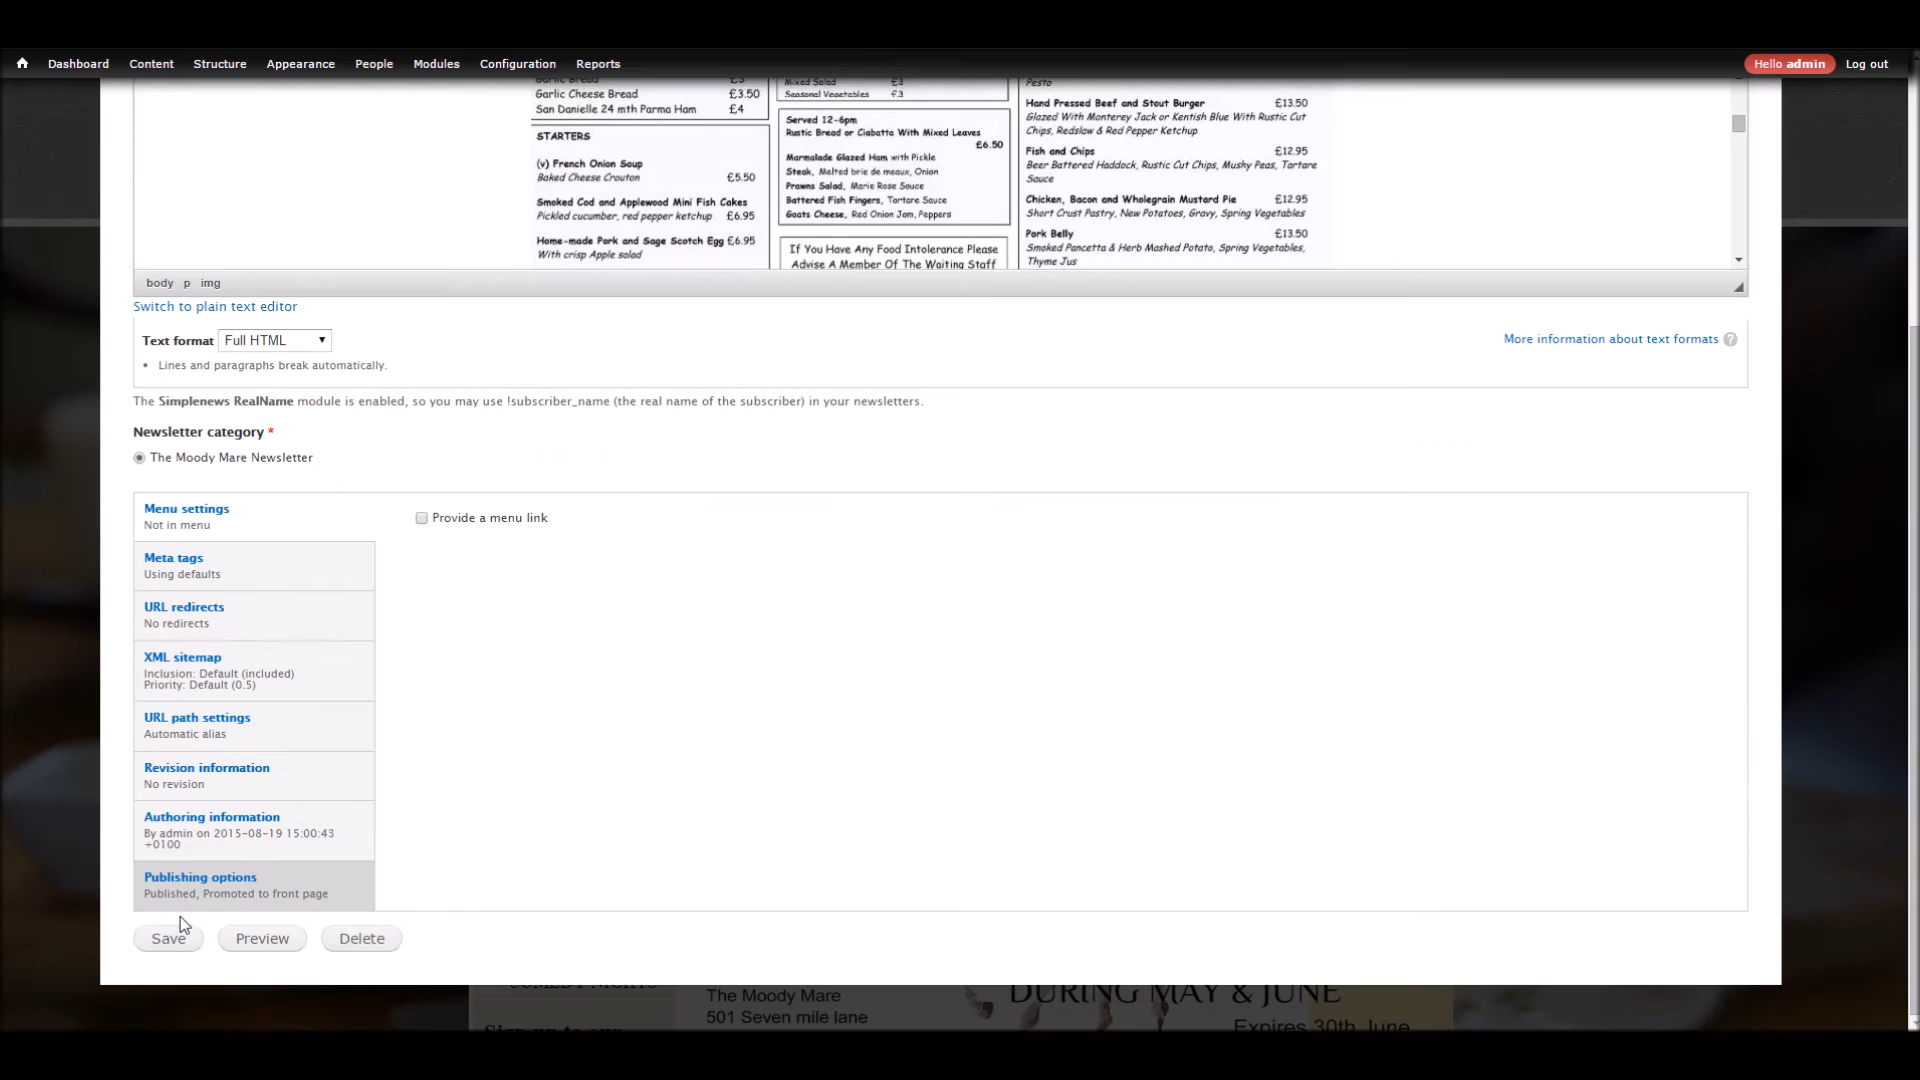 Dashboard Content Structure Appearance People Modules Configuration Reports Hello admin Log out
Garlic Bread £3
Garlic Cheese Bread £3.50
San Danielle 24 mth Parma Ham £4
STARTERS
(v) French Onion Soup
Baked Cheese Crouton £5.50
Smoked Cod and Applewood Mini Fish Cakes
Pickled cucumber, red pepper ketchup £6.95
Home-made Pork and Sage Scotch Egg £6.95
With crisp Apple salad
Mixed Salad £3
Seasonal Vegetables £3
Served 12-6pm
Rustic Bread or Ciabatta With Mixed Leaves
£6.50
Marmalade Glazed Ham with Pickle
Steak, Melted brie de meaux, Onion
Prawns Salad, Marie Rose Sauce
Battered Fish Fingers, Tartare Sauce
Goats Cheese, Red Onion Jam, Peppers
If You Have Any Food Intolerance Please
Advise A Member Of The Waiting Staff
Pesto
Hand Pressed Beef and Stout Burger £13.50
Glazed With Monterey Jack or Kentish Blue With Rustic Cut
Chips, Redslaw & Red Pepper Ketchup
Fish and Chips £12.95
Beer Battered Haddock, Rustic Cut Chips, Mushy Peas, Tartare
Sauce
Chicken, Bacon and Wholegrain Mustard Pie £12.95
Short Crust Pastry, New Potatoes, Gravy, Spring Vegetables
Pork Belly £13.50
Smoked Pancetta & Herb Mashed Potato, Spring Vegetables,
Thyme Jus
body p img
Switch to plain text editor
Text format Full HTML
More information about text formats ?
Lines and paragraphs break automatically.
The Simplenews RealName module is enabled, so you may use !subscriber_name (the real name of the subscriber) in your newsletters.
Newsletter category *
The Moody Mare Newsletter
Menu settings
Not in menu
Provide a menu link
Meta tags
Using defaults
URL redirects
No redirects
XML sitemap
Inclusion: Default (included)
Priority: Default (0.5)
URL path settings
Automatic alias
Revision information
No revision
Authoring information
By admin on 2015-08-19 15:00:43
+0100
Publishing options
Published, Promoted to front page
Save Preview Delete
The Moody Mare
501 Seven mile lane
DURING MAY & JUNE
Expires 30th June